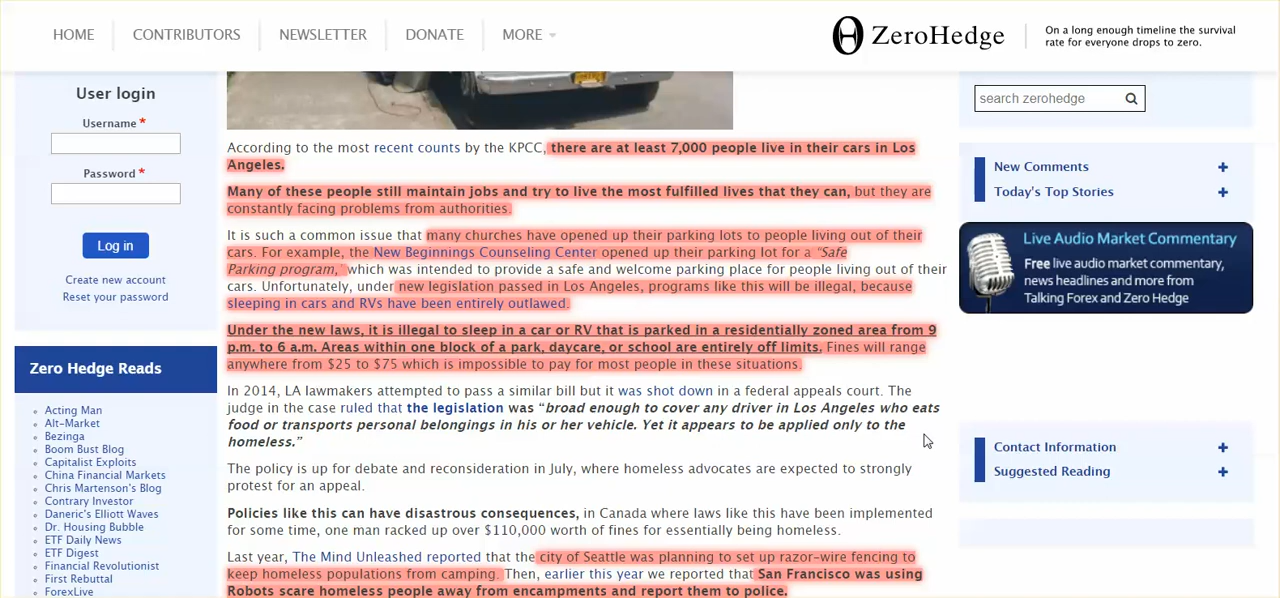 HOME
CONTRIBUTORS
NEWSLETTER
DONATE
MORE
ZeroHedge
On a long enough timeline the survival
rate for everyone drops to zero.
User login
Username *
Password *
Log in
Create new account
Reset your password
Zero Hedge Reads
Acting Man
Alt-Market
Bezinga
Boom Bust Blog
Capitalist Exploits
China Financial Markets
Chris Martenson's Blog
Contrary Investor
Daneric's Elliott Waves
Dr. Housing Bubble
ETF Daily News
ETF Digest
Financial Revolutionist
First Rebuttal
ForexLive
According to the most recent counts by the KPCC, there are at least 7,000 people live in their cars in Los
Angeles.
Many of these people still maintain jobs and try to live the most fulfilled lives that they can, but they are
constantly facing problems from authorities.
It is such a common issue that many churches have opened up their parking lots to people living out of their
cars. For example, the New Beginnings Counseling Center opened up their parking lot for a “Safe
Parking program,” which was intended to provide a safe and welcome parking place for people living out of their
cars. Unfortunately, under new legislation passed in Los Angeles, programs like this will be illegal, because
sleeping in cars and RVs have been entirely outlawed.
Under the new laws, it is illegal to sleep in a car or RV that is parked in a residentially zoned area from 9
p.m. to 6 a.m. Areas within one block of a park, daycare, or school are entirely off limits. Fines will range
anywhere from $25 to $75 which is impossible to pay for most people in these situations.
In 2014, LA lawmakers attempted to pass a similar bill but it was shot down in a federal appeals court. The
judge in the case ruled that the legislation was “broad enough to cover any driver in Los Angeles who eats
food or transports personal belongings in his or her vehicle. Yet it appears to be applied only to the
homeless.”
The policy is up for debate and reconsideration in July, where homeless advocates are expected to strongly
protest for an appeal.
Policies like this can have disastrous consequences, in Canada where laws like this have been implemented
for some time, one man racked up over $110,000 worth of fines for essentially being homeless.
Last year, The Mind Unleashed reported that the city of Seattle was planning to set up razor-wire fencing to
keep homeless populations from camping. Then, earlier this year we reported that San Francisco was using
Robots scare homeless people away from encampments and report them to police.
search zerohedge
New Comments +
Today's Top Stories +
Live Audio Market Commentary
Free live audio market commentary,
news headlines and more from
Talking Forex and Zero Hedge
Contact Information +
Suggested Reading +